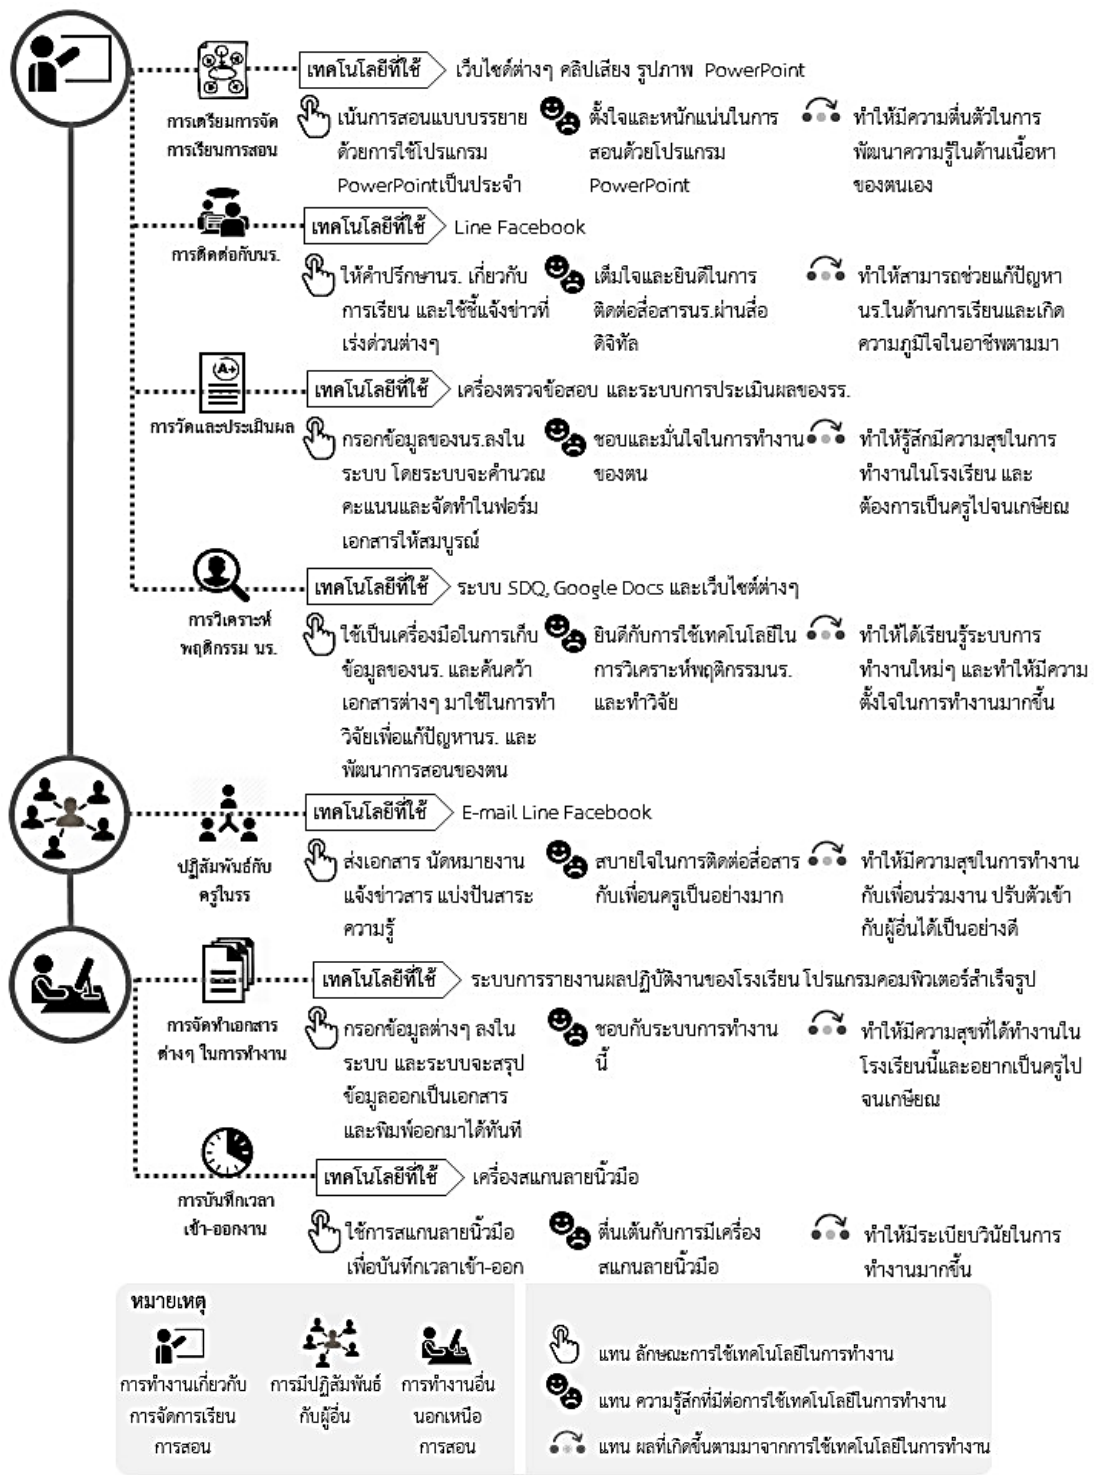 เทคโนโลยีที่ใช้ เว็บไซต์ต่างๆ คลิปเสียง รูปภาพ PowerPoint
การเตรียมการจัด
การเรียนการสอน
เน้นการสอนแบบบรรยาย
ด้วยการใช้โปรแกรม
PowerPointเป็นประจำ
ตั้งใจและหนักแน่นในการ
สอนด้วยโปรแกรม
PowerPoint
ทำให้มีความตื่นตัวในการ
พัฒนาความรู้ในด้านเนื้อหา
ของตนเอง
เทคโนโลยีที่ใช้ Line Facebook
การติดต่อกับนร.
ให้คำปรึกษานร. เกี่ยวกับ
การเรียน และใช้ชี้แจ้งข่าวที่
เร่งด่วนต่างๆ
เต็มใจและยินดีในการ
ติดต่อสื่อสารนร.ผ่านสื่อ
ดิจิทัล
ทำให้สามารถช่วยแก้ปัญหา
นร.ในด้านการเรียนและเกิด
ความภูมิใจในอาชีพตามมา
เทคโนโลยีที่ใช้ เครื่องตรวจข้อสอบ และระบบการประเมินผลของรร.
การวัดและประเมินผล
กรอกข้อมูลของนร.ลงใน
ระบบ โดยระบบจะคำนวณ
คะแนนและจัดทำในฟอร์ม
เอกสารให้สมบูรณ์
ชอบและมั่นใจในการทำงาน
ของตน
ทำให้รู้สึกมีความสุขในการ
ทำงานในโรงเรียน และ
ต้องการเป็นครูไปจนเกษียณ
เทคโนโลยีที่ใช้ ระบบ SDQ, Google Docs และเว็บไซต์ต่างๆ
การวิเคราะห์
พฤติกรรม นร.
ใช้เป็นเครื่องมือในการเก็บ
ข้อมูลของนร. และค้นคว้า
เอกสารต่างๆ มาใช้ในการทำ
วิจัยเพื่อแก้ปัญหานร. และ
พัฒนาการสอนของตน
ยินดีกับการใช้เทคโนโลยีใน
การวิเคราะห์พฤติกรรมนร.
และทำวิจัย
ทำให้ได้เรียนรู้ระบบการ
ทำงานใหม่ๆ และทำให้มีความ
ตั้งใจในการทำงานมากขึ้น
เทคโนโลยีที่ใช้ E-mail Line Facebook
ปฏิสัมพันธ์กับ
ครูในรร
ส่งเอกสาร นัดหมายงาน
แจ้งข่าวสาร แบ่งปันสาระ
ความรู้
สบายใจในการติดต่อสื่อสาร
กับเพื่อนครูเป็นอย่างมาก
ทำให้มีความสุขในการทำงาน
กับเพื่อนร่วมงาน ปรับตัวเข้า
กับผู้อื่นได้เป็นอย่างดี
เทคโนโลยีที่ใช้ ระบบการรายงานผลปฏิบัติงานของโรงเรียน โปรแกรมคอมพิวเตอร์สำเร็จรูป
การจัดทำเอกสาร
ต่างๆ ในการทำงาน
กรอกข้อมูลต่างๆ ลงใน
ระบบ และระบบจะสรุป
ข้อมูลออกเป็นเอกสาร
และพิมพ์ออกมาได้ทันที
ชอบกับระบบการทำงาน
นี้
ทำให้มีความสุขที่ได้ทำงานใน
โรงเรียนนี้และอยากเป็นครูไป
จนเกษียณ
เทคโนโลยีที่ใช้ เครื่องสแกนลายนิ้วมือ
การบันทึกเวลา
เข้า-ออกงาน
ใช้การสแกนลายนิ้วมือ
เพื่อบันทึกเวลาเข้า-ออก
ตื่นเต้นกับการมีเครื่อง
สแกนลายนิ้วมือ
ทำให้มีระเบียบวินัยในการ
ทำงานมากขึ้น
หมายเหตุ
การทำงานเกี่ยวกับ
การจัดการเรียน
การสอน
การมีปฏิสัมพันธ์
กับผู้อื่น
การทำงานอื่น
นอกเหนือ
การสอน
แทน ลักษณะการใช้เทคโนโลยีในการทำงาน
แทน ความรู้สึกที่มีต่อการใช้เทคโนโลยีในการทำงาน
แทน ผลที่เกิดขึ้นตามมาจากการใช้เทคโนโลยีในการทำงาน